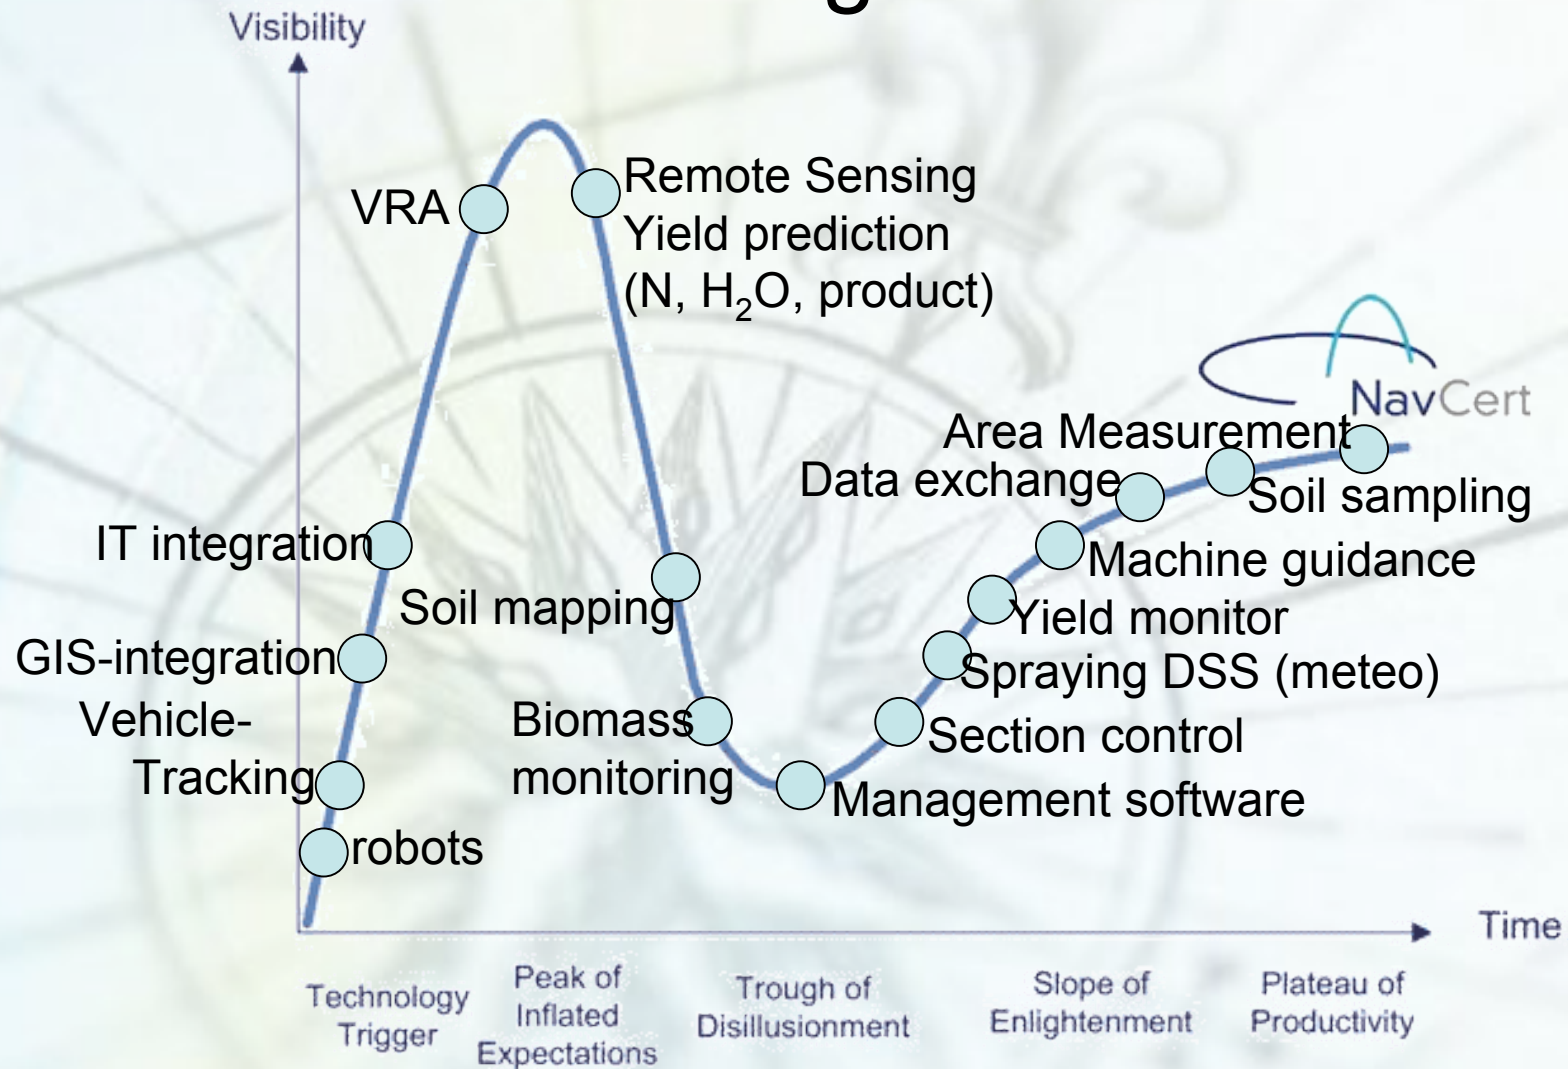 Visibility
VRA
Remote Sensing
Yield prediction
(N, H₂O, product)
NavCert
Area Measurement
Data exchange
Soil sampling
IT integration
Machine guidance
Soil mapping
Yield monitor
GIS-integration
Spraying DSS (meteo)
Vehicle-
Tracking
Biomass
monitoring
Section control
Management software
robots
Time
Technology
Trigger
Peak of
Inflated
Expectations
Trough of
Disillusionment
Slope of
Enlightenment
Plateau of
Productivity